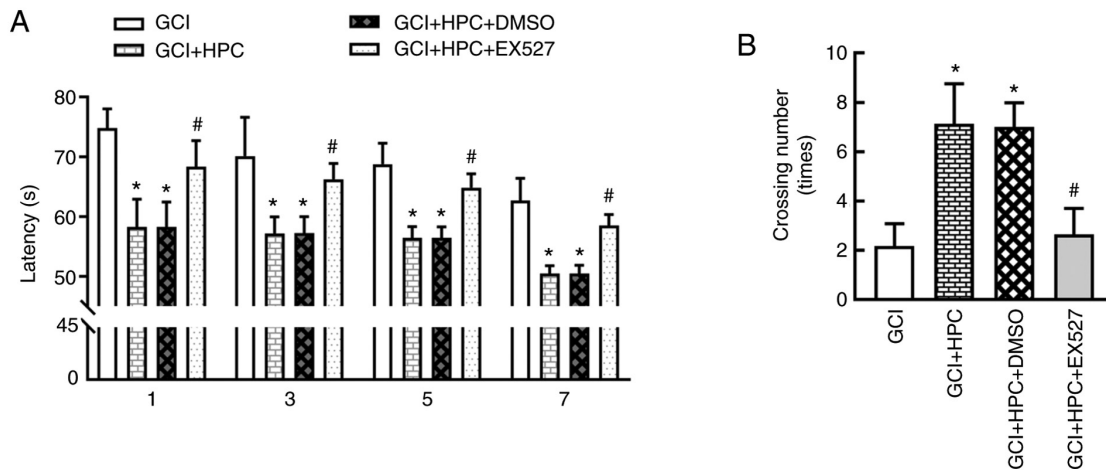 A
GCI
GCI+HPC
GCI+HPC+DMSO
GCI+HPC+EX527
Latency (s)
80
70
60
50
45
0
* * #
* * #
* * #
* * #
1 3 5 7
B
Crossing number
(times)
10
8
6
4
2
0
* * #
GCI
GCI+HPC
GCI+HPC+DMSO
GCI+HPC+EX527